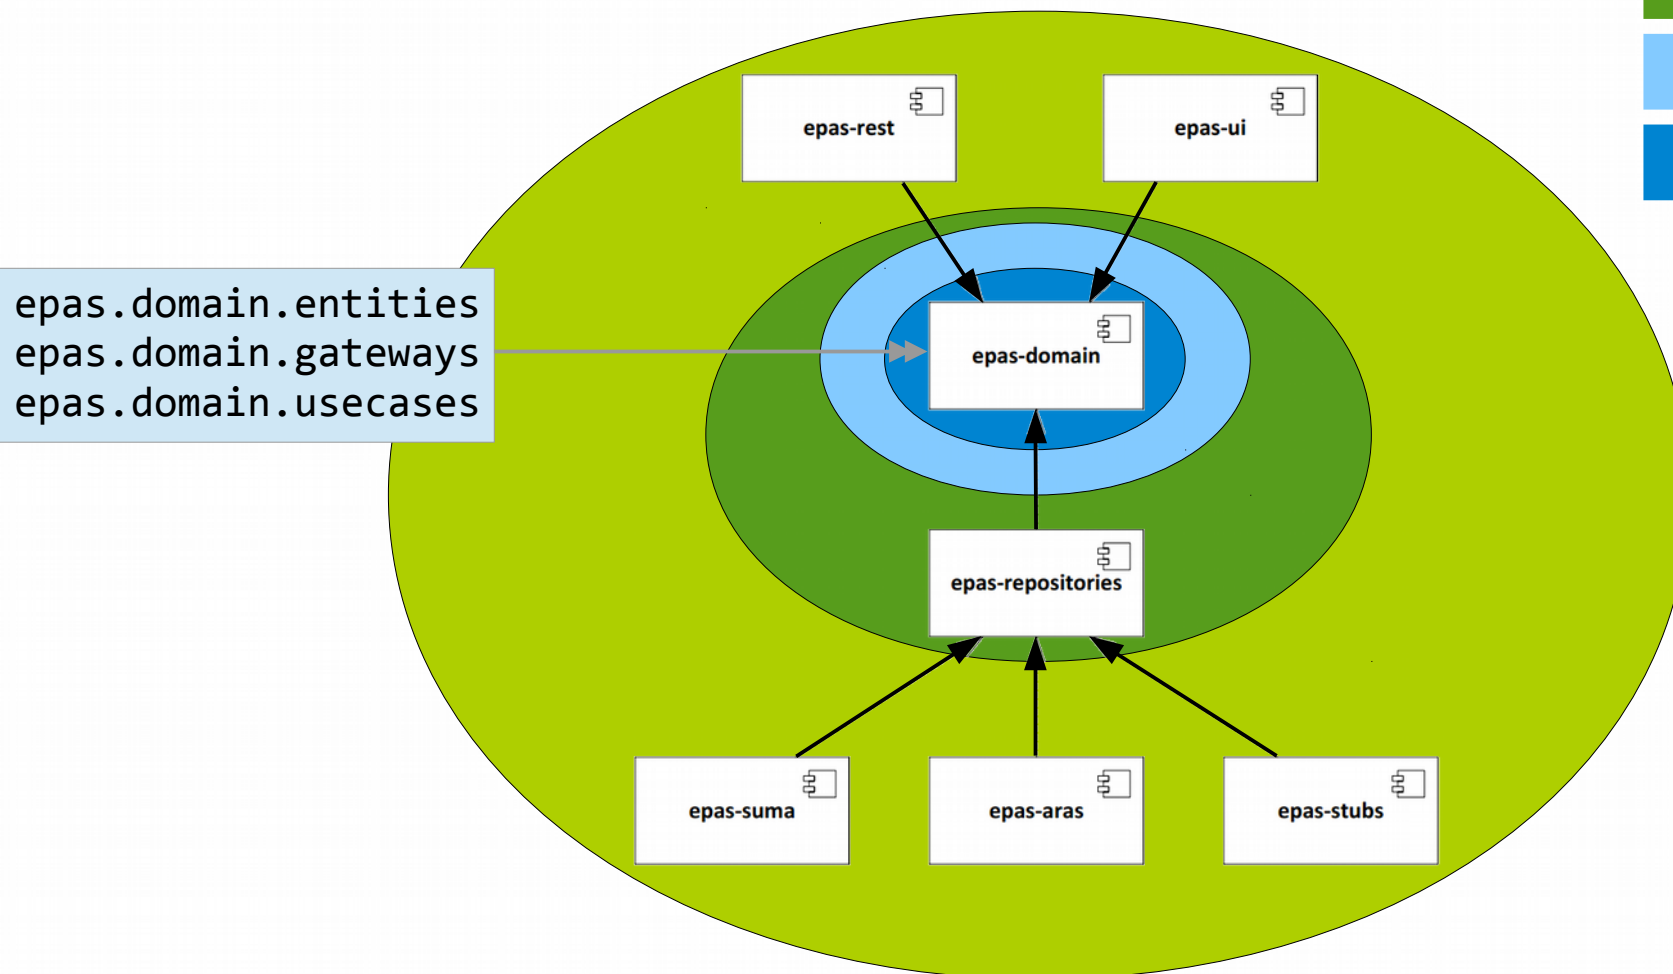 epas-rest
epas-ui
epas.domain.entities
epas.domain.gateways
epas.domain.usecases
epas-domain
epas-repositories
epas-suma
epas-aras
epas-stubs